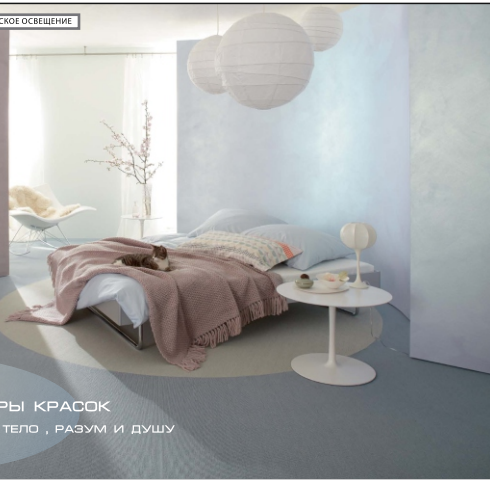 СКОЕ ОСВЕЩЕНИЕ
РЫ КРАСОК
ТЕЛО , РАЗУМ И ДУШУ